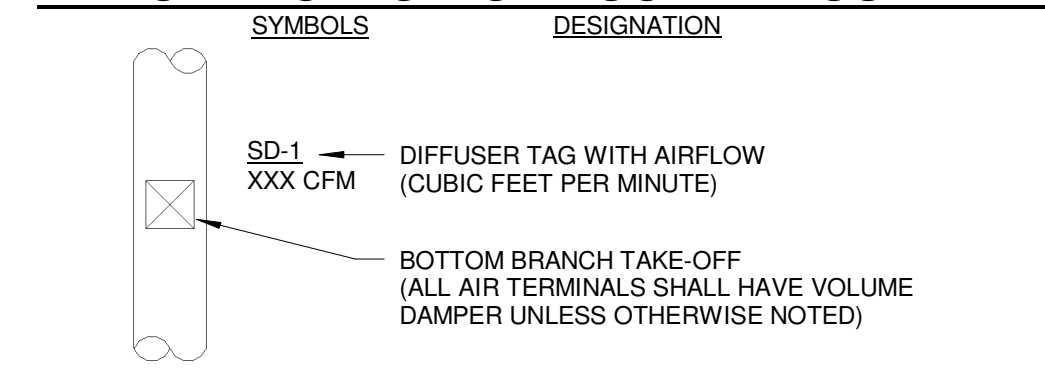 SYMBOLS DESIGNATION
SD-1 DIFFUSER TAG WITH AIRFLOW
XXX CFM (CUBIC FEET PER MINUTE)
BOTTOM BRANCH TAKE-OFF
(ALL AIR TERMINALS SHALL HAVE VOLUME
DAMPER UNLESS OTHERWISE NOTED)